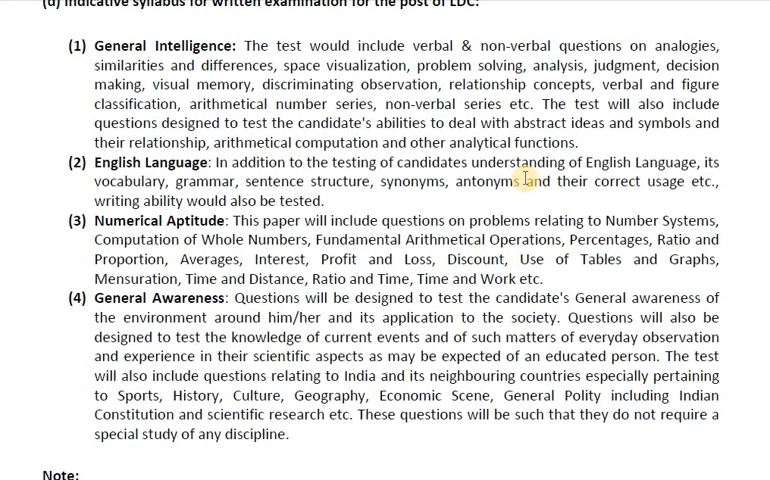 (d) Indicative syllabus for written examination for the post of LDC:
(1) General Intelligence: The test would include verbal & non-verbal questions on analogies,
similarities and differences, space visualization, problem solving, analysis, judgment, decision
making, visual memory, discriminating observation, relationship concepts, verbal and figure
classification, arithmetical number series, non-verbal series etc. The test will also include
questions designed to test the candidate's abilities to deal with abstract ideas and symbols and
their relationship, arithmetical computation and other analytical functions.
(2) English Language: In addition to the testing of candidates understanding of English Language, its
vocabulary, grammar, sentence structure, synonyms, antonyms and their correct usage etc.,
writing ability would also be tested.
(3) Numerical Aptitude: This paper will include questions on problems relating to Number Systems,
Computation of Whole Numbers, Fundamental Arithmetical Operations, Percentages, Ratio and
Proportion, Averages, Interest, Profit and Loss, Discount, Use of Tables and Graphs,
Mensuration, Time and Distance, Ratio and Time, Time and Work etc.
(4) General Awareness: Questions will be designed to test the candidate's General awareness of
the environment around him/her and its application to the society. Questions will also be
designed to test the knowledge of current events and of such matters of everyday observation
and experience in their scientific aspects as may be expected of an educated person. The test
will also include questions relating to India and its neighbouring countries especially pertaining
to Sports, History, Culture, Geography, Economic Scene, General Polity including Indian
Constitution and scientific research etc. These questions will be such that they do not require a
special study of any discipline.
Note: